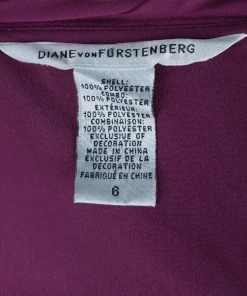 DIANE VON FURSTENBERG
SHELL:
100% POLYESTER
COMBO:
100% POLYESTER
EXTÉRIEUR:
100% POLYESTER
COMBINAISON:
100% POLYESTER
EXCLUSIVE OF
DECORATION
MADE IN CHINA
EXCLUSIF DE LA
DÉCORATION
FABRIQUÉ EN CHINE
6